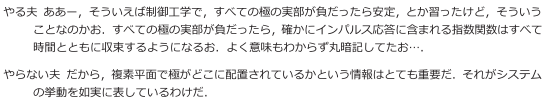 やる夫 ああー，そういえば制御工学で，すべての極の実部が負だったら安定，とか習ったけど，そういう
ことなのかお．すべての極の実部が負だったら，確かにインパルス応答に含まれる指数関数はすべて
時間とともに収束するようになるお．よく意味もわからず丸暗記してたお…．
やらない夫 だから，複素平面で極がどこに配置されているかという情報はとても重要だ．それがシステム
の挙動を如実に表しているわけだ．